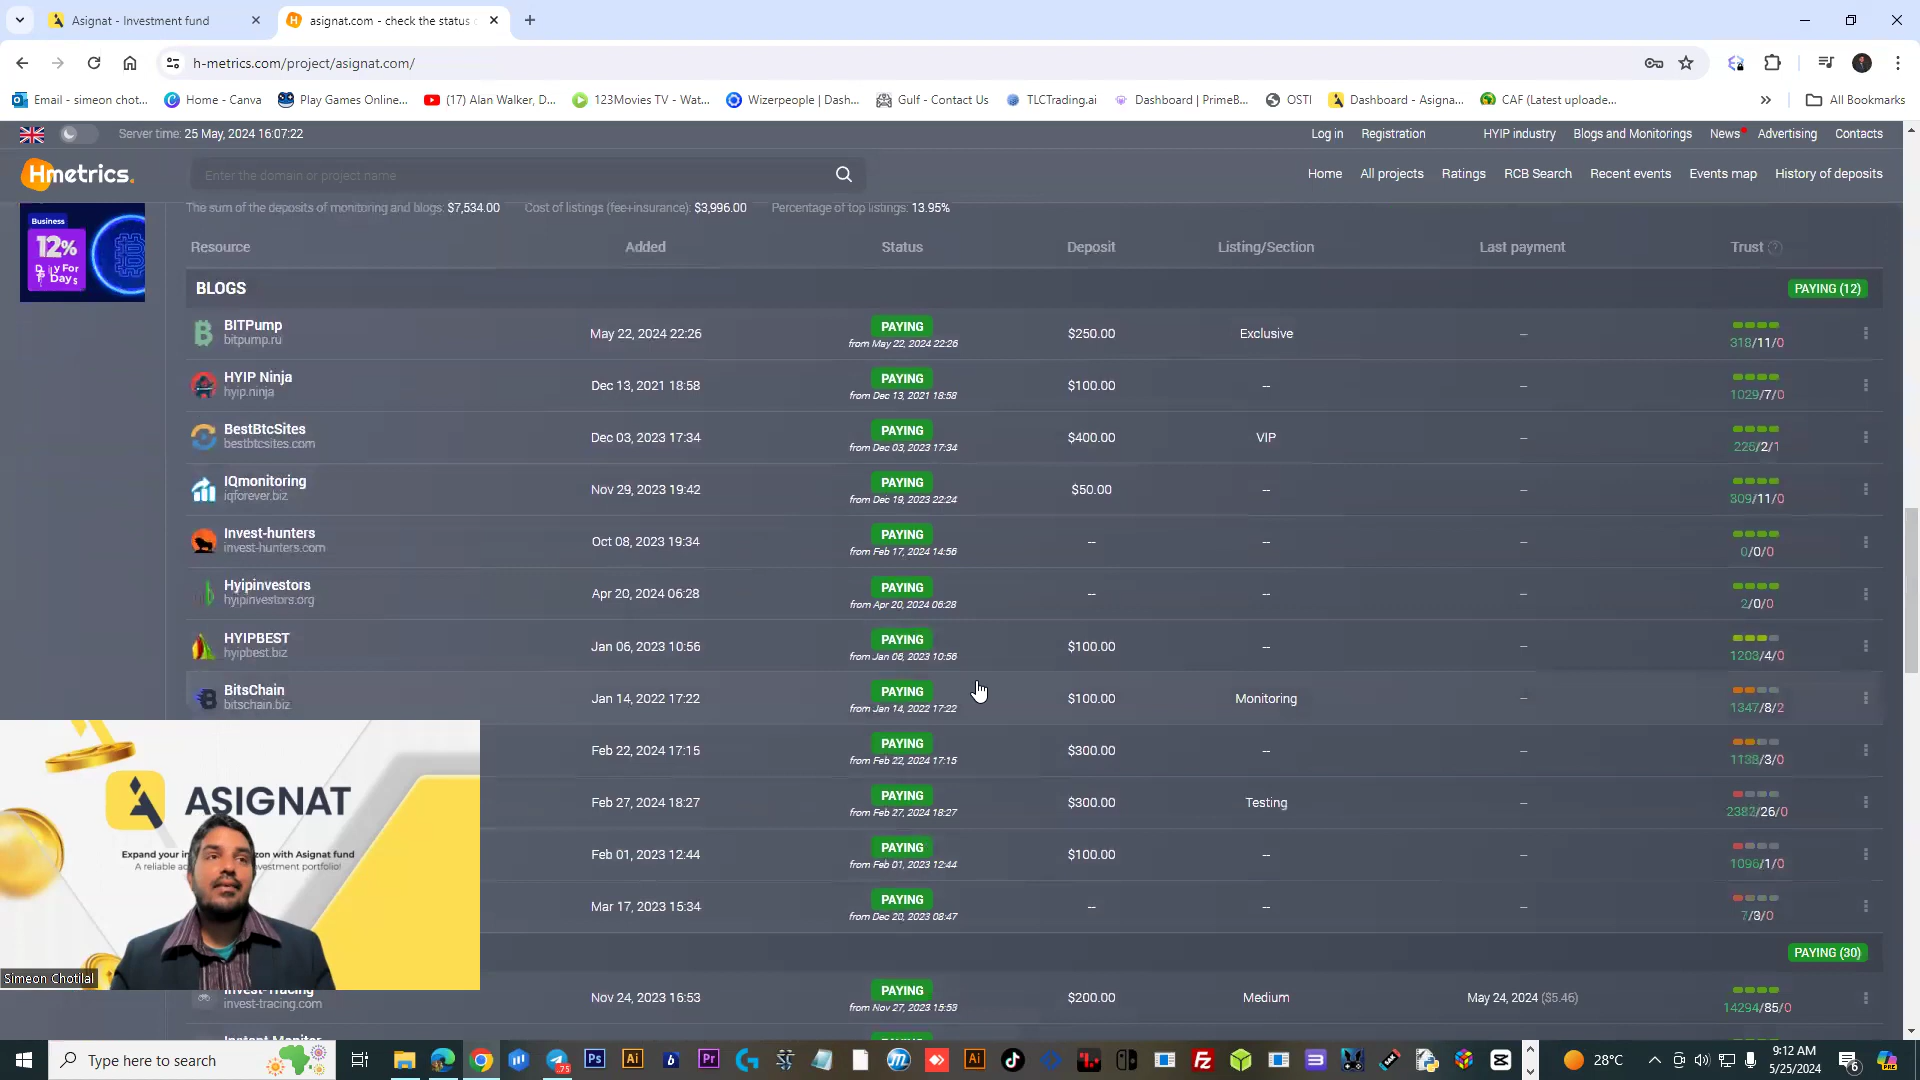 Asignat - Investment fund
asignat.com - check the status
h-metrics.com/project/asignat.com/
Email - simeon chot...
Home - Canva
Play Games Online...
(17) Alan Walker, D...
123Movies TV - Wat...
Wizerpeople | Dash...
Gulf - Contact Us
TLCTrading.ai
Dashboard | PrimeB...
OSTI
Dashboard - Asigna...
CAF (Latest uploade...
All Bookmarks
Server time: 25 May, 2024 16:07:22
Log in Registration HYIP industry Blogs and Monitorings News Advertising Contacts
Hmetrics.
Enter the domain or project name
Home All projects Ratings RCB Search Recent events Events map History of deposits
The sum of the deposits of monitoring and blogs: $7,534.00 Cost of listings (fee+insurance): $3,996.00 Percentage of top listings: 13.95%
Business
12%
Days
Resource Added Status Deposit Listing/Section Last payment Trust
BLOGS PAYING (12)
BITPump May 22, 2024 22:26 PAYING $250.00 Exclusive –
bitpump.ru from May 22, 2024 22:26 318/11/0
HYIP Ninja Dec 13, 2021 18:58 PAYING $100.00 -- –
hyip.ninja from Dec 13, 2021 18:58 1029/7/0
BestBtcSites Dec 03, 2023 17:34 PAYING $400.00 VIP –
bestbtcsites.com from Dec 03, 2023 17:34 225/2/1
IQmonitoring Nov 29, 2023 19:42 PAYING $50.00 -- –
iqforever.biz from Dec 19, 2023 22:24 809/11/0
Invest-hunters Oct 08, 2023 19:34 PAYING -- -- –
invest-hunters.com from Feb 17, 2024 14:56 0/0/0
Hyipinvestors Apr 20, 2024 06:28 PAYING -- -- –
hyipinvestors.org from Apr 20, 2024 06:28 2/0/0
HYIPBEST Jan 06, 2023 10:56 PAYING $100.00 -- –
hyipbest.biz from Jan 06, 2023 10:56 1203/4/0
BitsChain Jan 14, 2022 17:22 PAYING $100.00 Monitoring –
bitschain.biz from Jan 14, 2022 17:22 1347/8/2
Feb 22, 2024 17:15 PAYING $300.00 -- –
from Feb 22, 2024 17:15 1138/3/0
Feb 27, 2024 18:27 PAYING $300.00 Testing –
from Feb 27, 2024 18:27 2382/26/0
Feb 01, 2023 12:44 PAYING $100.00 -- –
from Feb 01, 2023 12:44 1096/1/0
Mar 17, 2023 15:34 PAYING -- -- –
from Dec 20, 2023 08:47 7/3/0
PAYING (30)
Invest-Tracing Nov 24, 2023 16:53 PAYING $200.00 Medium May 24, 2024 ($5.46)
invest-tracing.com from Nov 27, 2023 15:53 14294/85/0
Instant Monitor
ASIGNAT
Expand your in zon with Asignat fund
A reliable ad vestment portfolio!
Simeon Chotilal
Type here to search
28°C
9:12 AM
5/25/2024